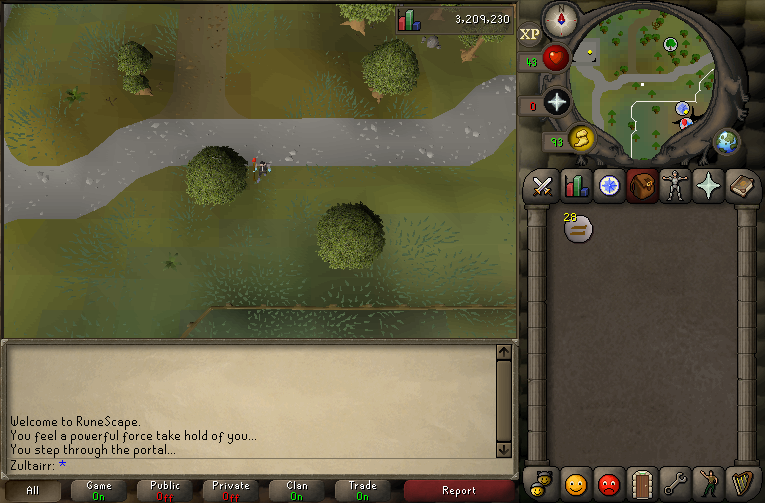 3,209,230
XP
43
0
93
28
Welcome to RuneScape.
You feel a powerful force take hold of you...
You step through the portal...
Zultairr: *
All
Game
On
Public
Off
Private
Off
Clan
On
Trade
On
Report